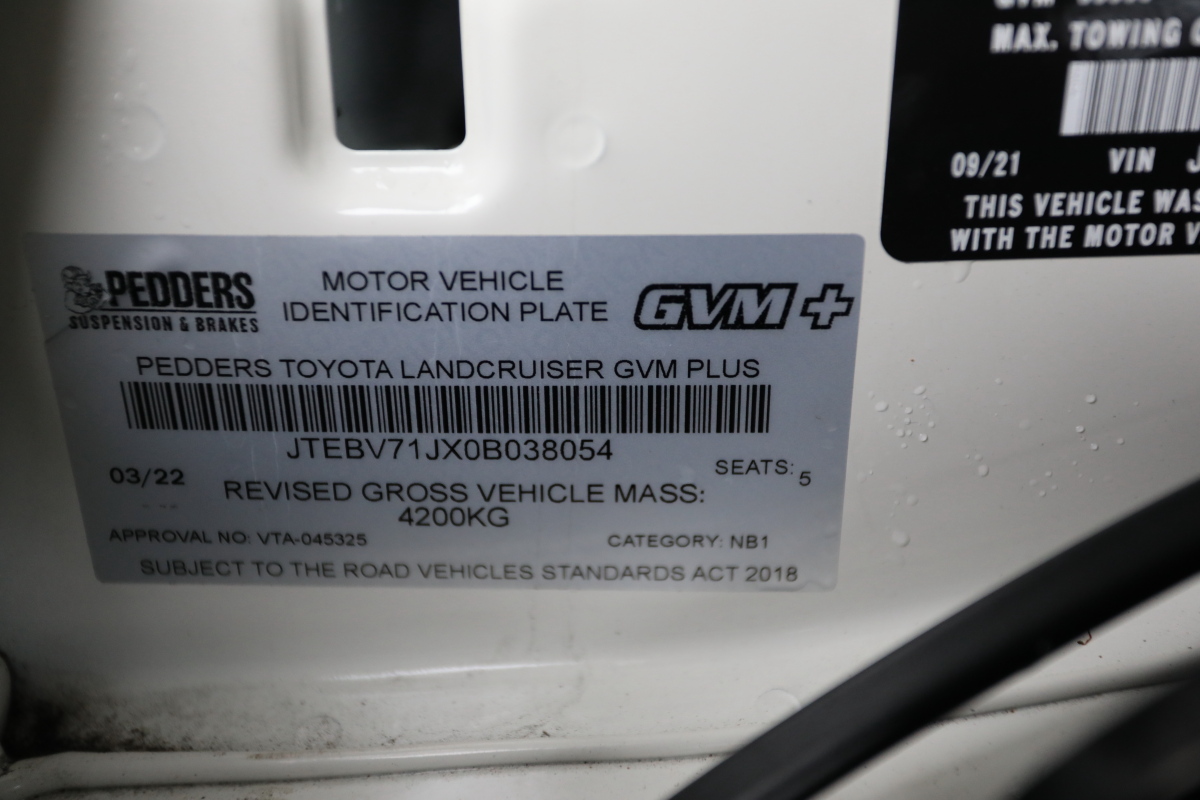 PEDDERS
SUSPENSION & BRAKES
MOTOR VEHICLE
IDENTIFICATION PLATE
GVM+
PEDDERS TOYOTA LANDCRUISER GVM PLUS
JTEBV71JX0B038054
03/22
SEATS: 5
REVISED GROSS VEHICLE MASS:
4200KG
APPROVAL NO: VTA-045325
CATEGORY: NB1
SUBJECT TO THE ROAD VEHICLES STANDARDS ACT 2018
GVM
MAX. TOWING
09/21 VIN J
THIS VEHICLE WAS
WITH THE MOTOR V